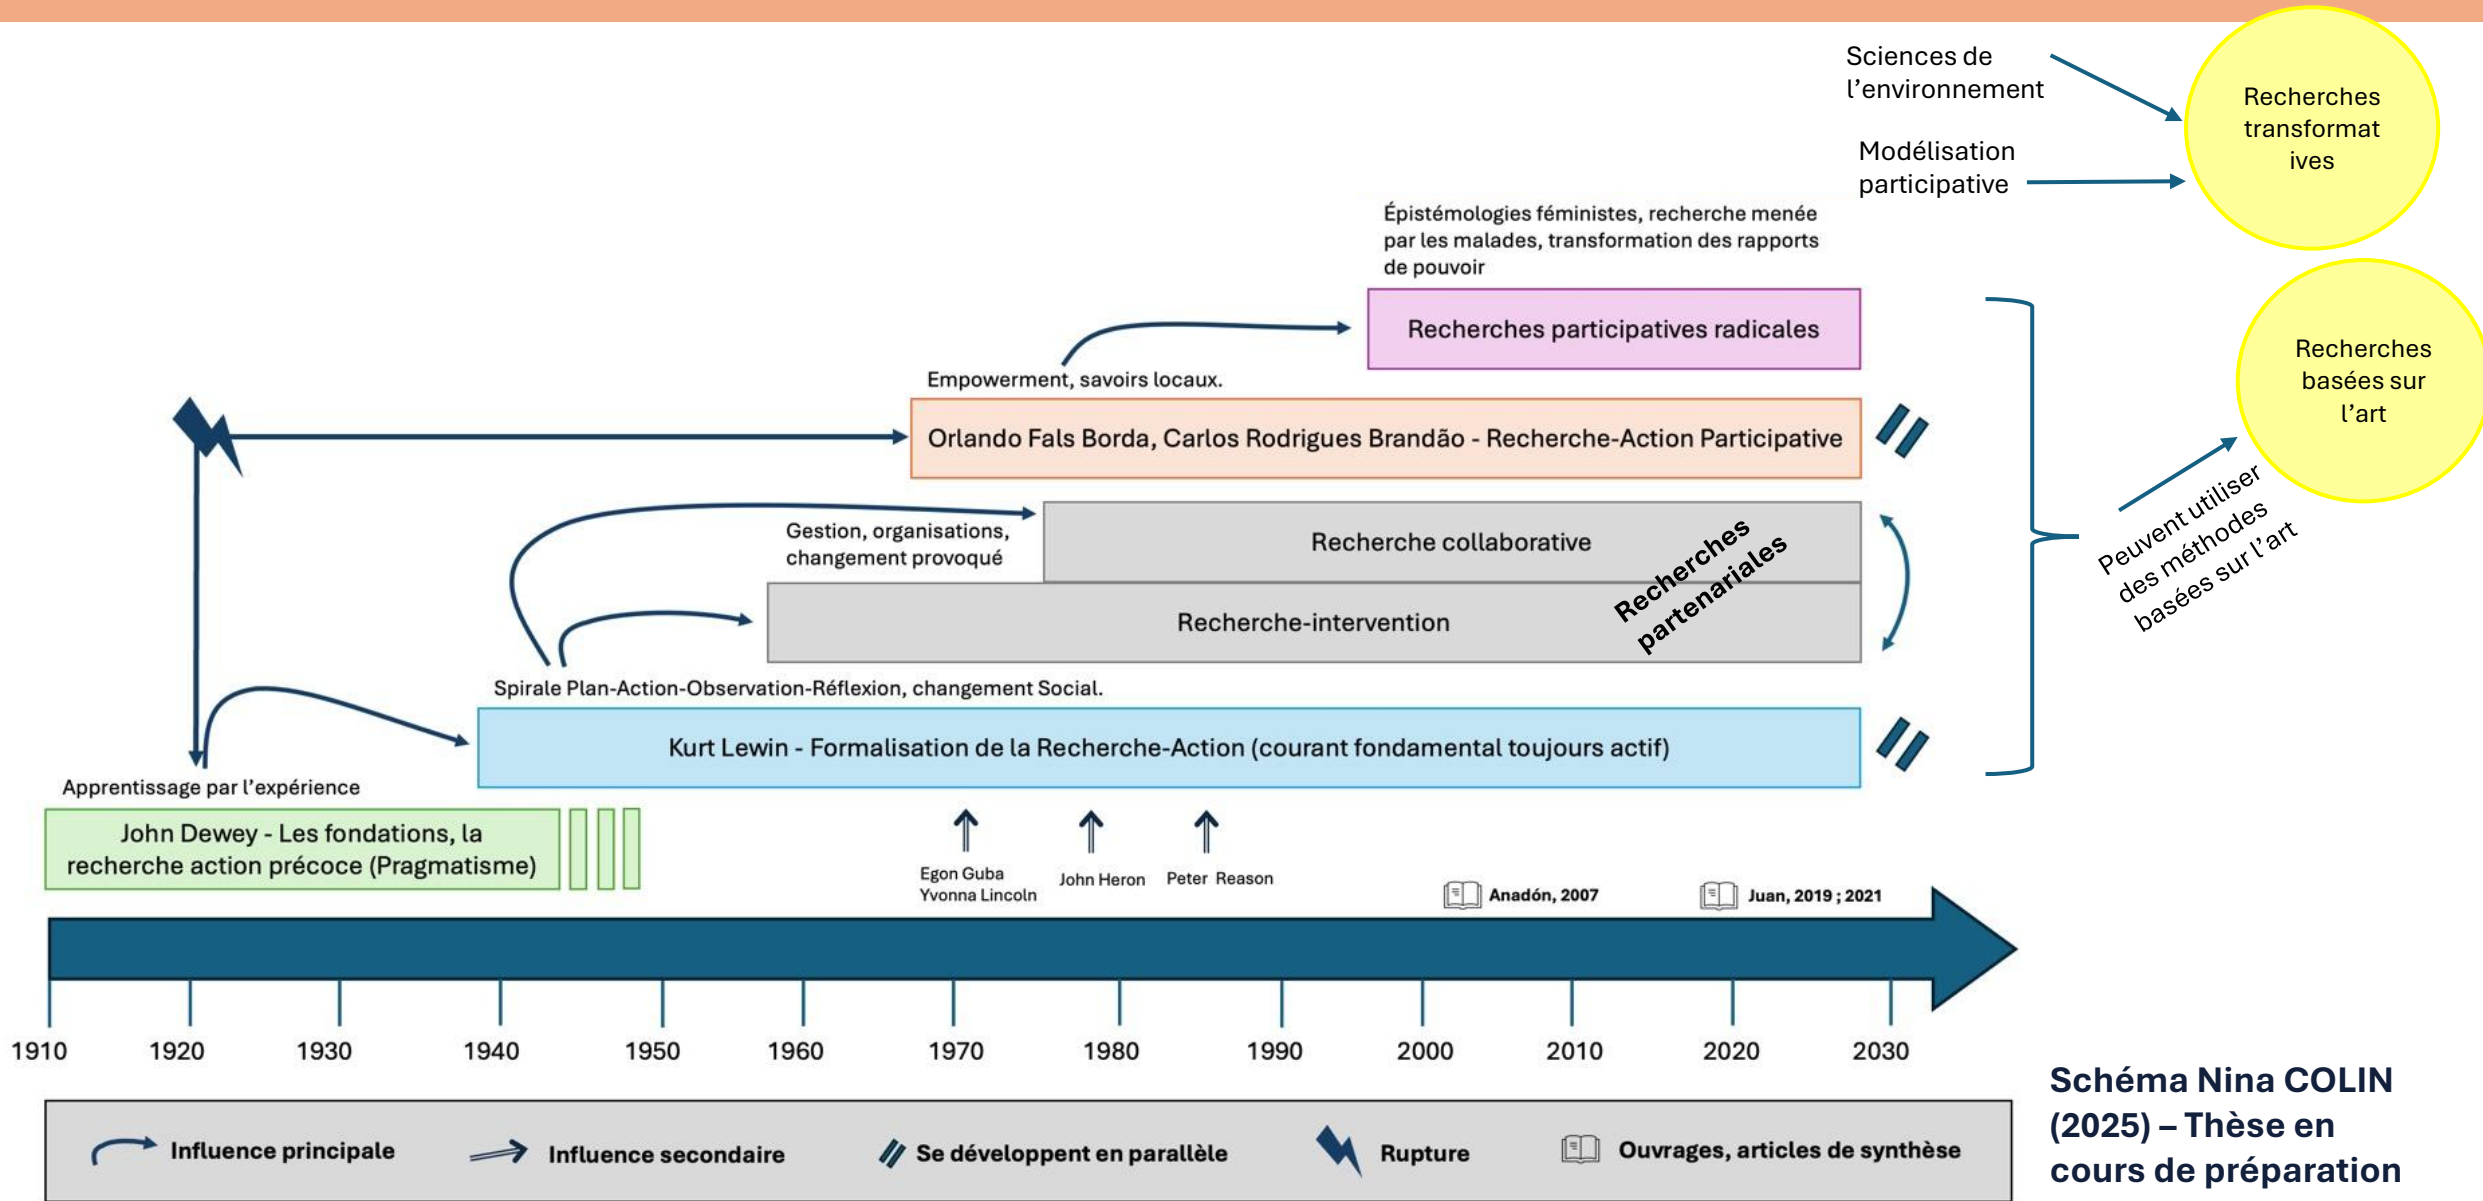 Sciences de
l’environnement
Recherches
transformat
ives
Modélisation
participative
Épistémologies féministes, recherche menée
par les malades, transformation des rapports
de pouvoir
Recherches participatives radicales
Recherches
basées sur
l’art
Empowerment, savoirs locaux.
Orlando Fals Borda, Carlos Rodrigues Brandão - Recherche-Action Participative
Peuvent utiliser
des méthodes
basées sur l’art
Gestion, organisations,
changement provoqué
Recherche collaborative
Recherches
partenariales
Recherche-intervention
Spirale Plan-Action-Observation-Réflexion, changement Social.
Kurt Lewin - Formalisation de la Recherche-Action (courant fondamental toujours actif)
Apprentissage par l’expérience
John Dewey - Les fondations, la
recherche action précoce (Pragmatisme)
Egon Guba
Yvonna Lincoln
John Heron
Peter Reason
Anadón, 2007
Juan, 2019 ; 2021
1910 1920 1930 1940 1950 1960 1970 1980 1990 2000 2010 2020 2030
Influence principale
Influence secondaire
Se développent en parallèle
Rupture
Ouvrages, articles de synthèse
Schéma Nina COLIN
(2025) – Thèse en
cours de préparation